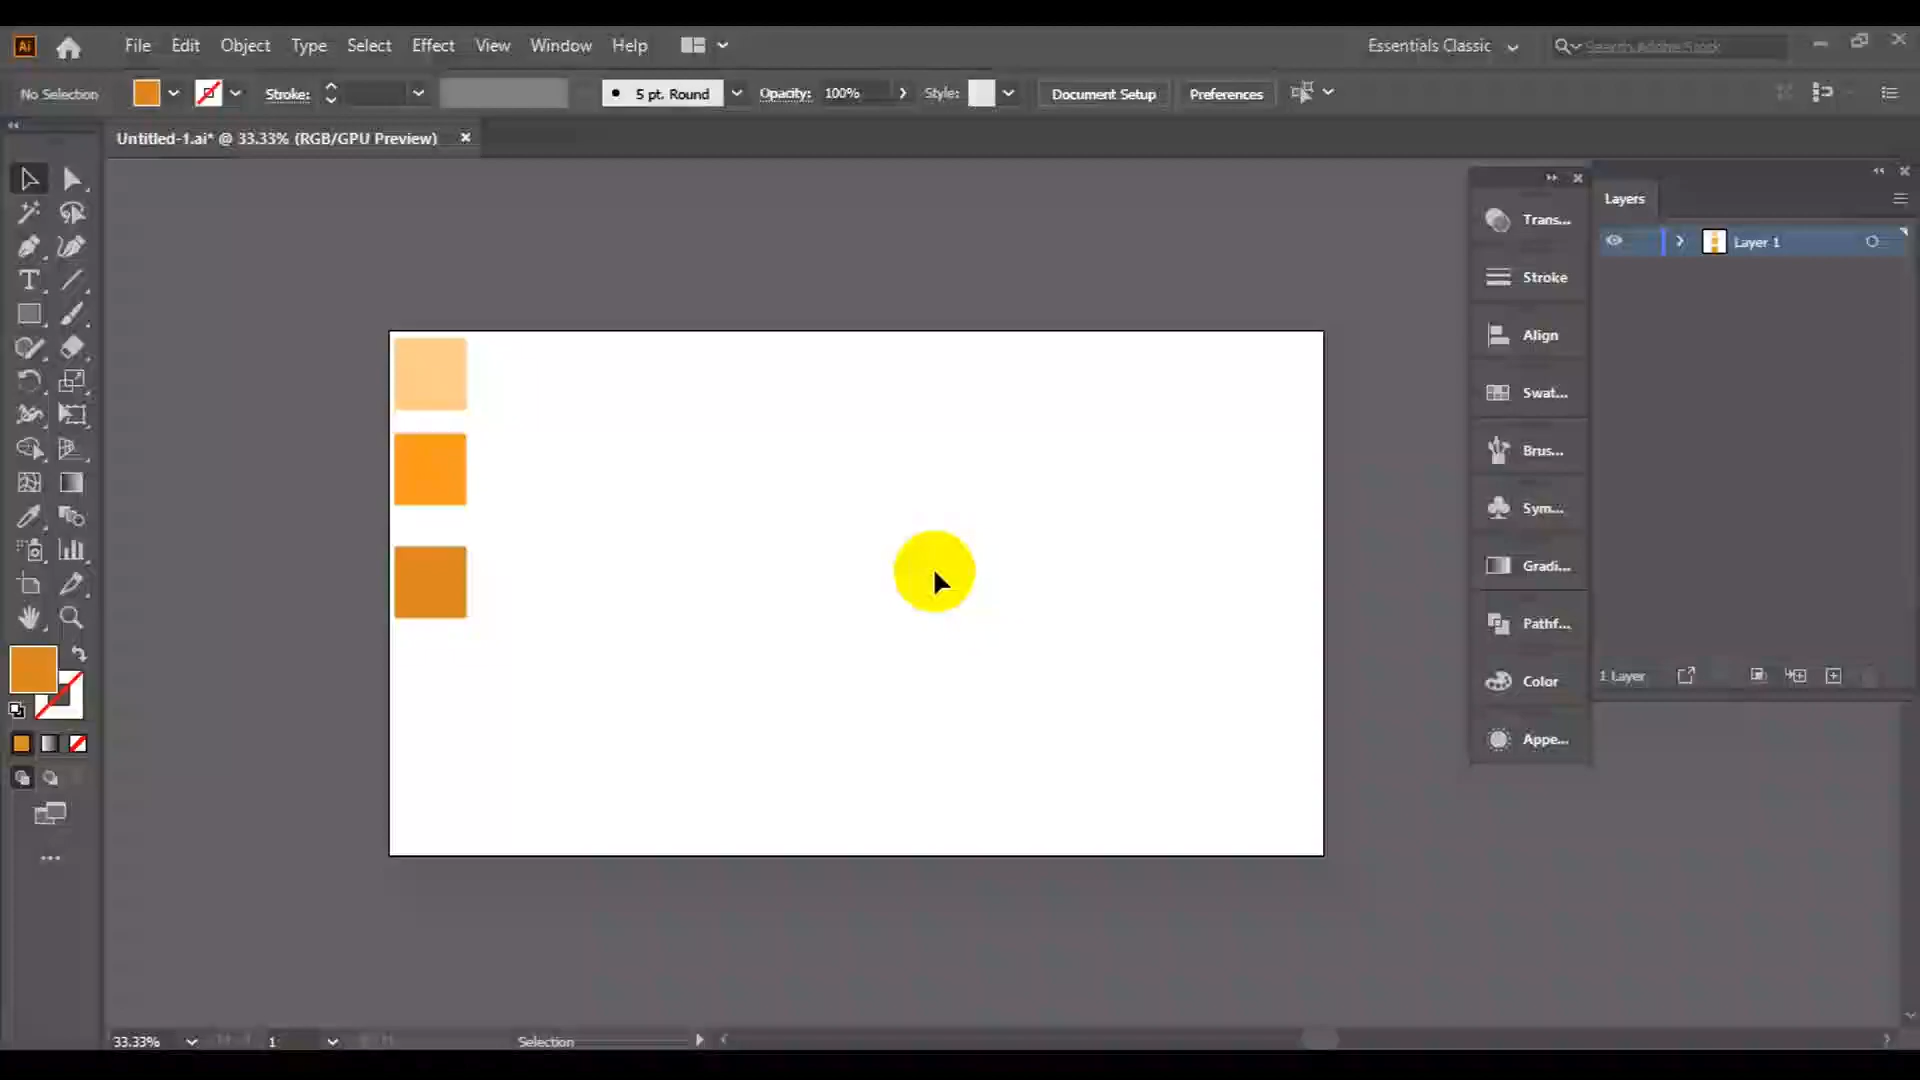 Ai File Edit Object Type Select Effect View Window Help Essentials Classic Search Adobe Stock
No Selection Stroke: 5 pt. Round Opacity: 100% Style: Document Setup Preferences
Untitled-1.ai* @ 33.33% (RGB/GPU Preview)
Layers
Layer 1
Trans...
Stroke
Align
Swat...
Brus...
Sym...
Gradi...
Pathf...
Color
Appe...
1 Layer
33.33% 1 Selection